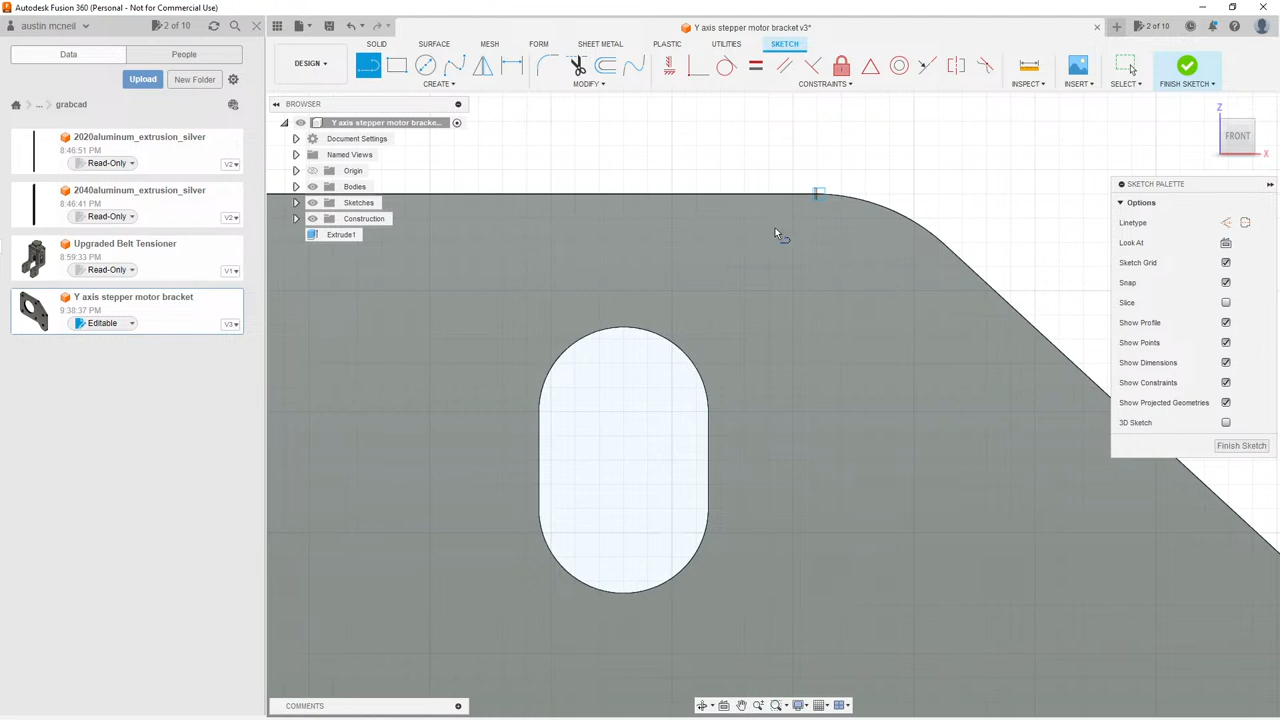 Autodesk Fusion 360 (Personal - Not for Commercial Use)
austin mcneil
2 of 10
Y axis stepper motor bracket v3*
2 of 10
Data
People
Upload
New Folder
... grabcad
2020aluminum_extrusion_silver
8:46:51 PM
Read-Only
V2
2040aluminum_extrusion_silver
8:46:41 PM
Read-Only
V2
Upgraded Belt Tensioner
8:59:33 PM
Read-Only
V1
Y axis stepper motor bracket
9:38:37 PM
Editable
V3
DESIGN
SOLID
SURFACE
MESH
FORM
SHEET METAL
PLASTIC
UTILITIES
SKETCH
CREATE
MODIFY
CONSTRAINTS
INSPECT
INSERT
SELECT
FINISH SKETCH
BROWSER
Y axis stepper motor bracke...
Document Settings
Named Views
Origin
Bodies
Sketches
Construction
Extrude1
Z
FRONT
X
SKETCH PALETTE
Options
Linetype
Look At
Sketch Grid
Snap
Slice
Show Profile
Show Points
Show Dimensions
Show Constraints
Show Projected Geometries
3D Sketch
Finish Sketch
COMMENTS